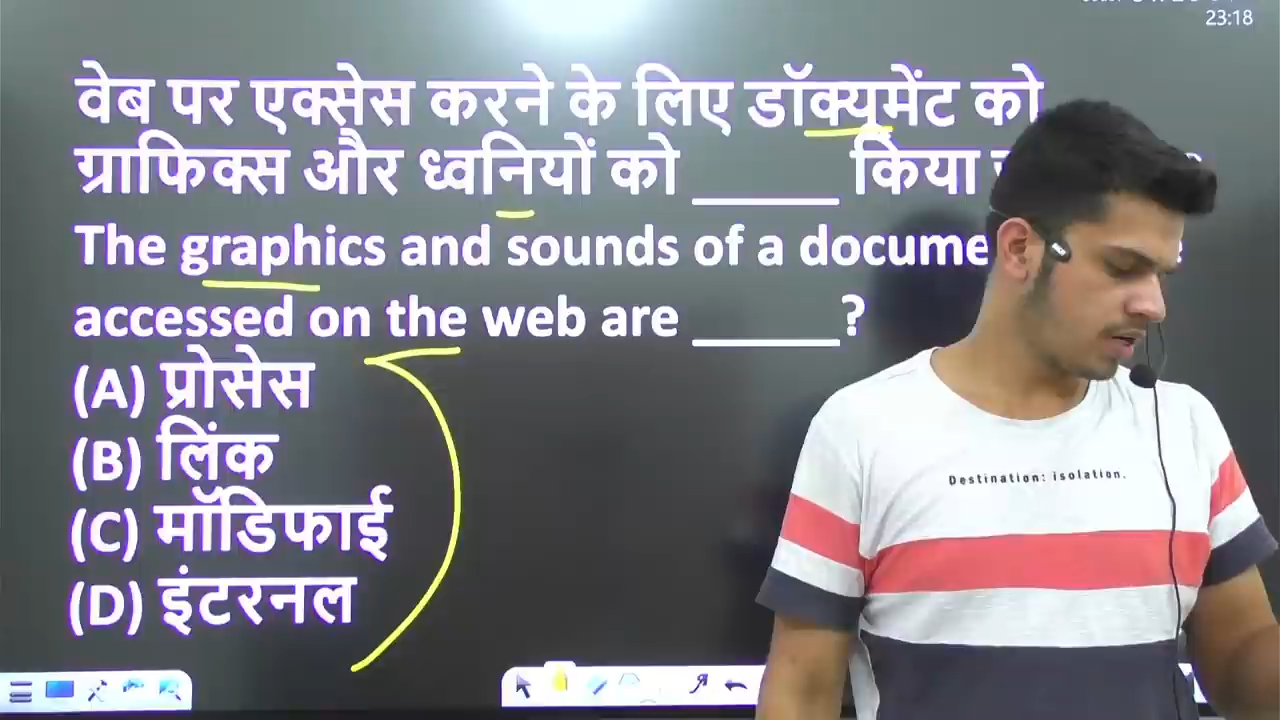 23:18
वेब पर एक्सेस करने के लिए डॉक्यूमेंट को
ग्राफिक्स और ध्वनियों को ______ किया
The graphics and sounds of a
accessed on the web are ______?
(A) प्रोसेस
(B) लिंक
(C) मॉडिफाई
(D) इंटरनल
Destination: isolation.